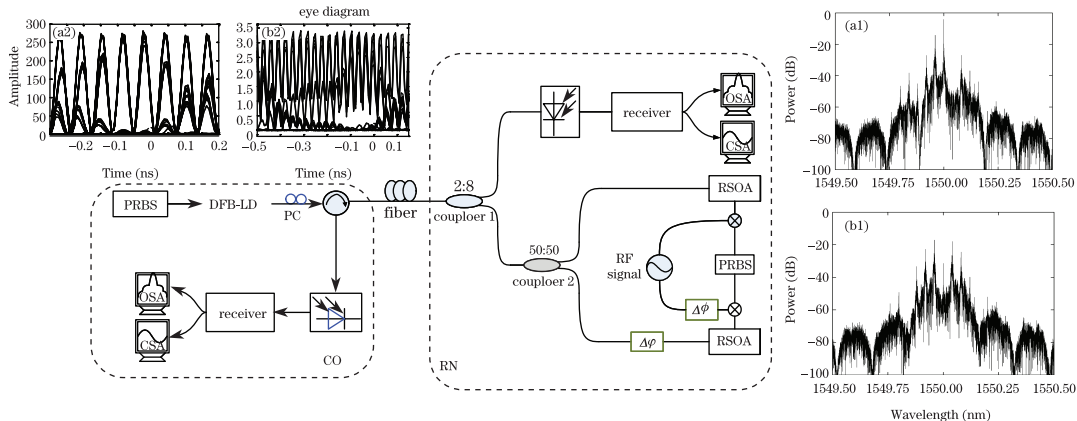 eye diagram
(a2)
300
250
200
150
100
50
0
Amplitude
−0.2 −0.1 0 0.1 0.2
Time (ns)
(b2)
3.5
3.0
2.5
2.0
1.5
1.0
0.5
0
−0.5 −0.4 −0.3 −0.2 −0.1 0 0.1
Time (ns)
PRBS
DFB-LD
PC
fiber
2:8
couploer 1
receiver
OSA
CSA
50:50
couploer 2
RSOA
RF
signal
PRBS
Δϕ
Δφ
RSOA
RN
OSA
CSA
receiver
CO
(a1)
0
−20
−40
−60
−80
−100
Power (dB)
1549.50 1549.75 1550.00 1550.25 1550.50
(b1)
0
−20
−40
−60
−80
−100
Power (dB)
1549.50 1549.75 1550.00 1550.25 1550.50
Wavelength (nm)